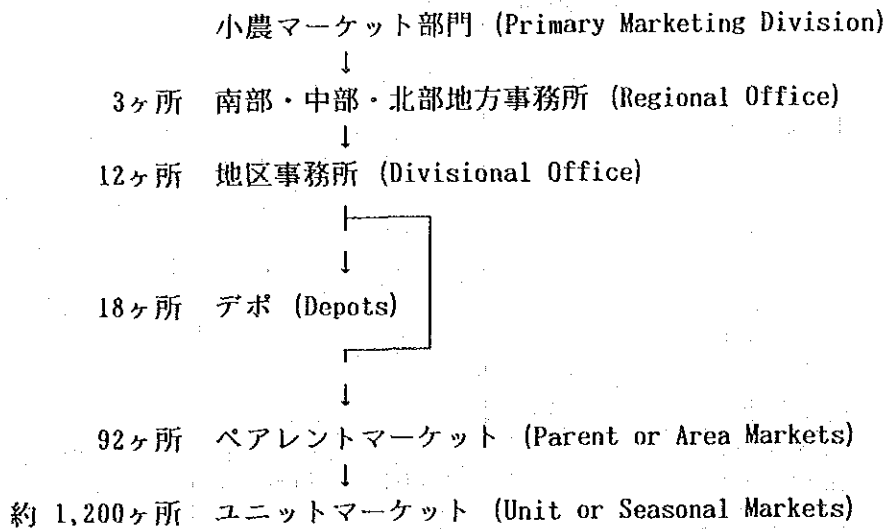 小農マーケット部門 (Primary Marketing Division)
↓
3ヶ所 南部・中部・北部地方事務所 (Regional Office)
↓
12ヶ所 地区事務所 (Divisional Office)
↓
18ヶ所 デポ (Depots)
↓
92ヶ所 ペアレントマーケット (Parent or Area Markets)
↓
約 1,200ヶ所 ユニットマーケット (Unit or Seasonal Markets)